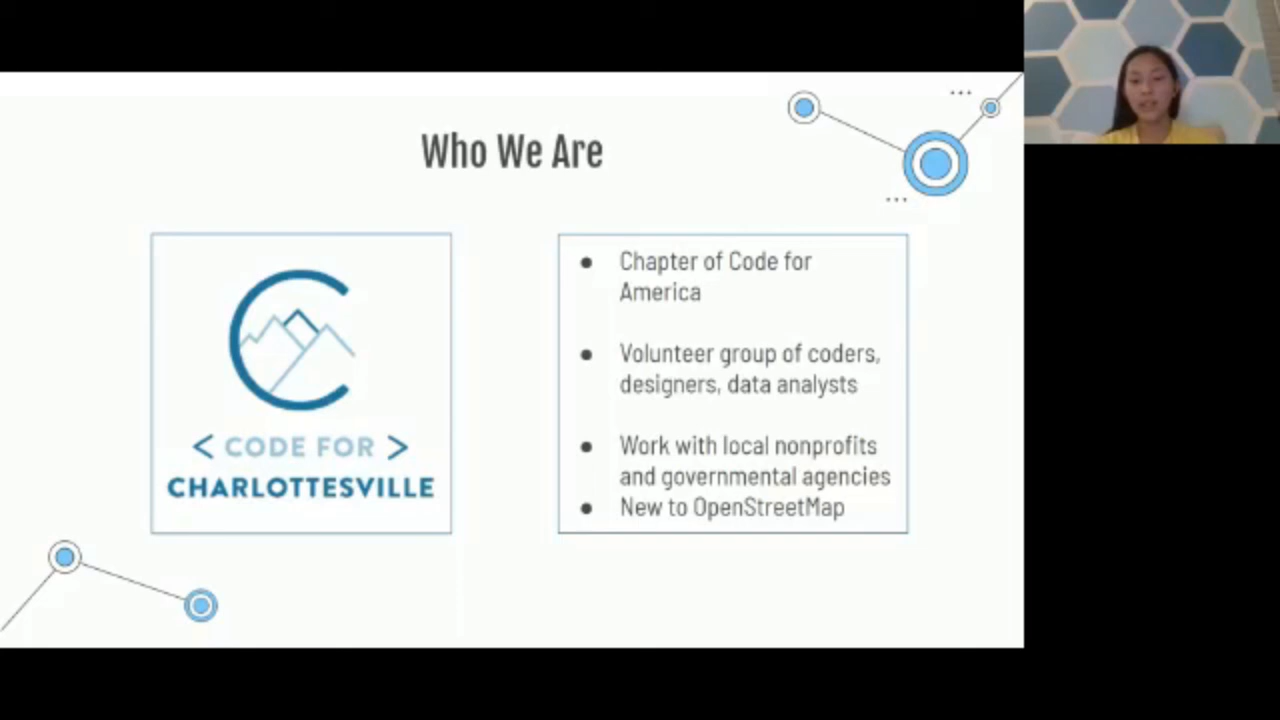 Who We Are
< CODE FOR >
CHARLOTTESVILLE
● Chapter of Code for
America
● Volunteer group of coders,
designers, data analysts
● Work with local nonprofits
and governmental agencies
● New to OpenStreetMap